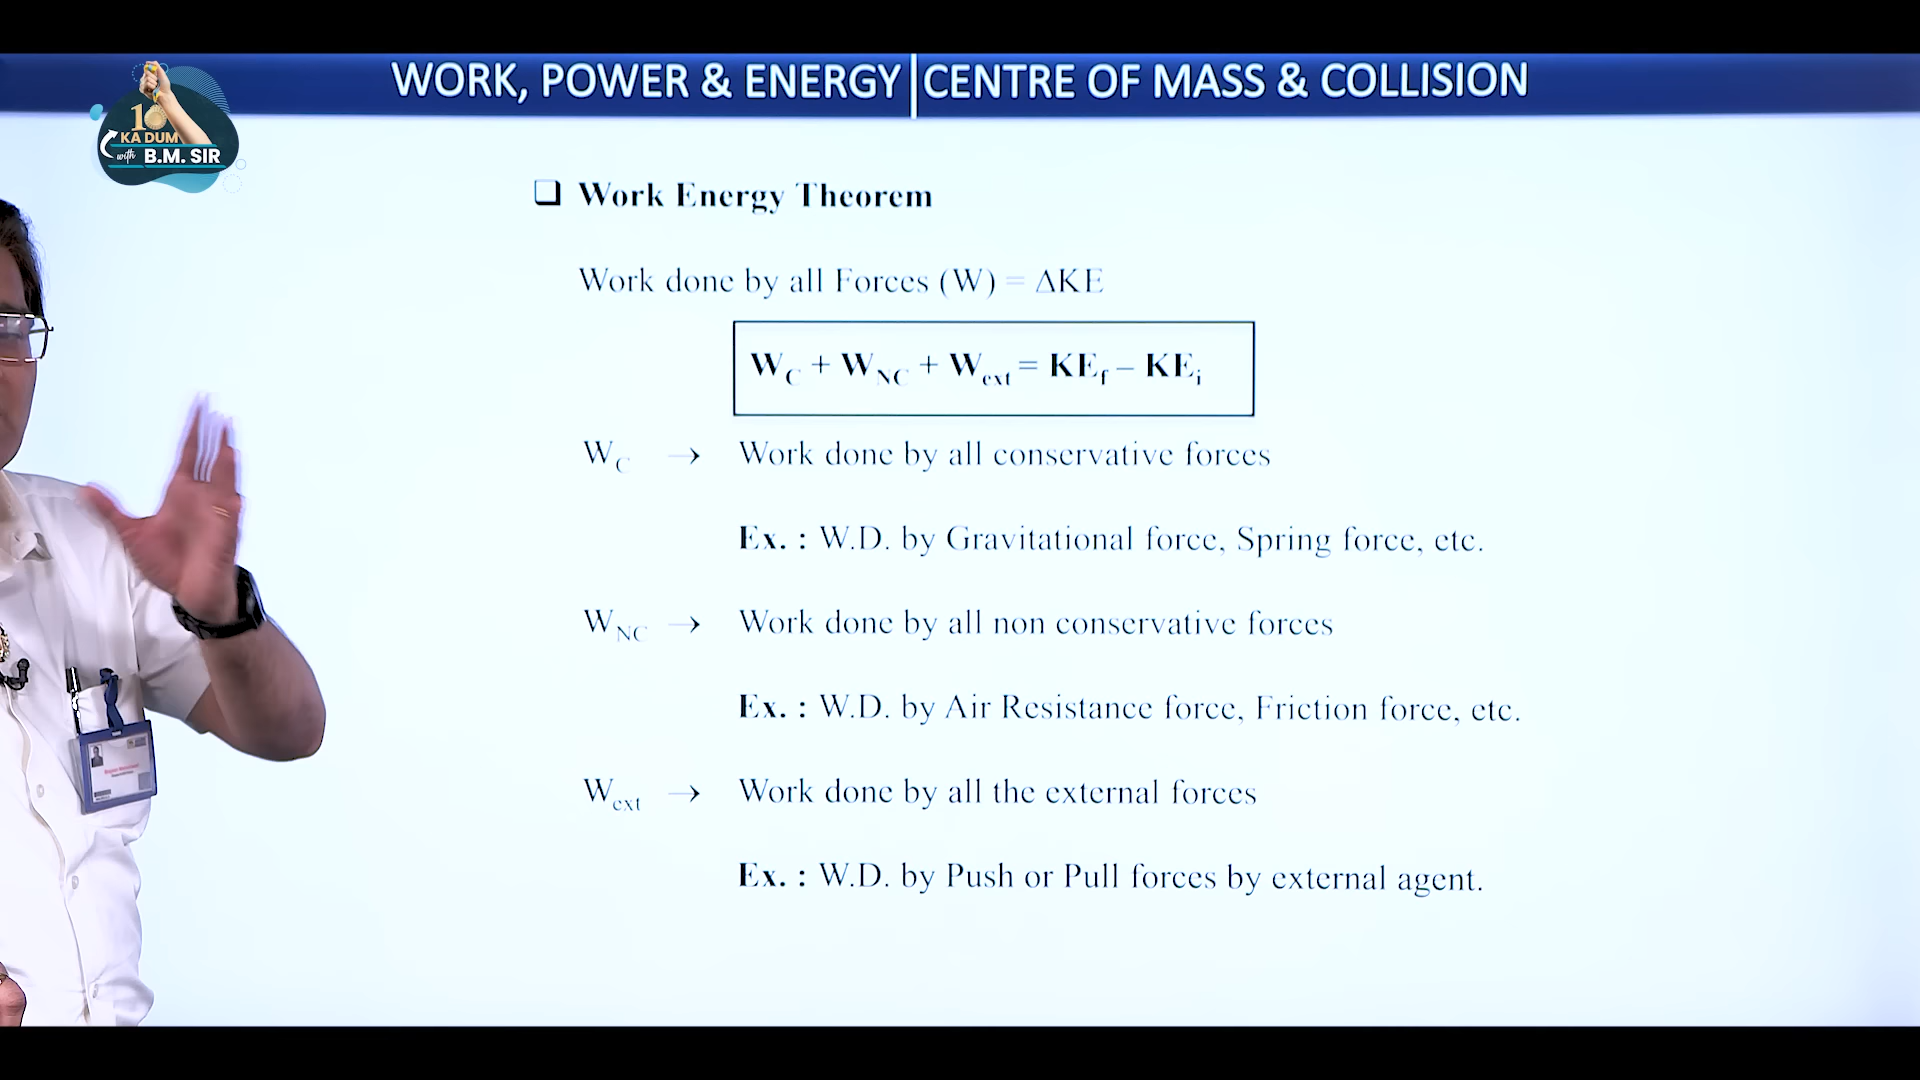 WORK, POWER & ENERGY | CENTRE OF MASS & COLLISION
10
KA DUM
with B.M. SIR
❑ Work Energy Theorem
Work done by all Forces (W) = ΔKE
W_C + W_NC + W_ext = KE_f – KE_i
W_C → Work done by all conservative forces
Ex. : W.D. by Gravitational force, Spring force, etc.
W_NC → Work done by all non conservative forces
Ex. : W.D. by Air Resistance force, Friction force, etc.
W_ext → Work done by all the external forces
Ex. : W.D. by Push or Pull forces by external agent.